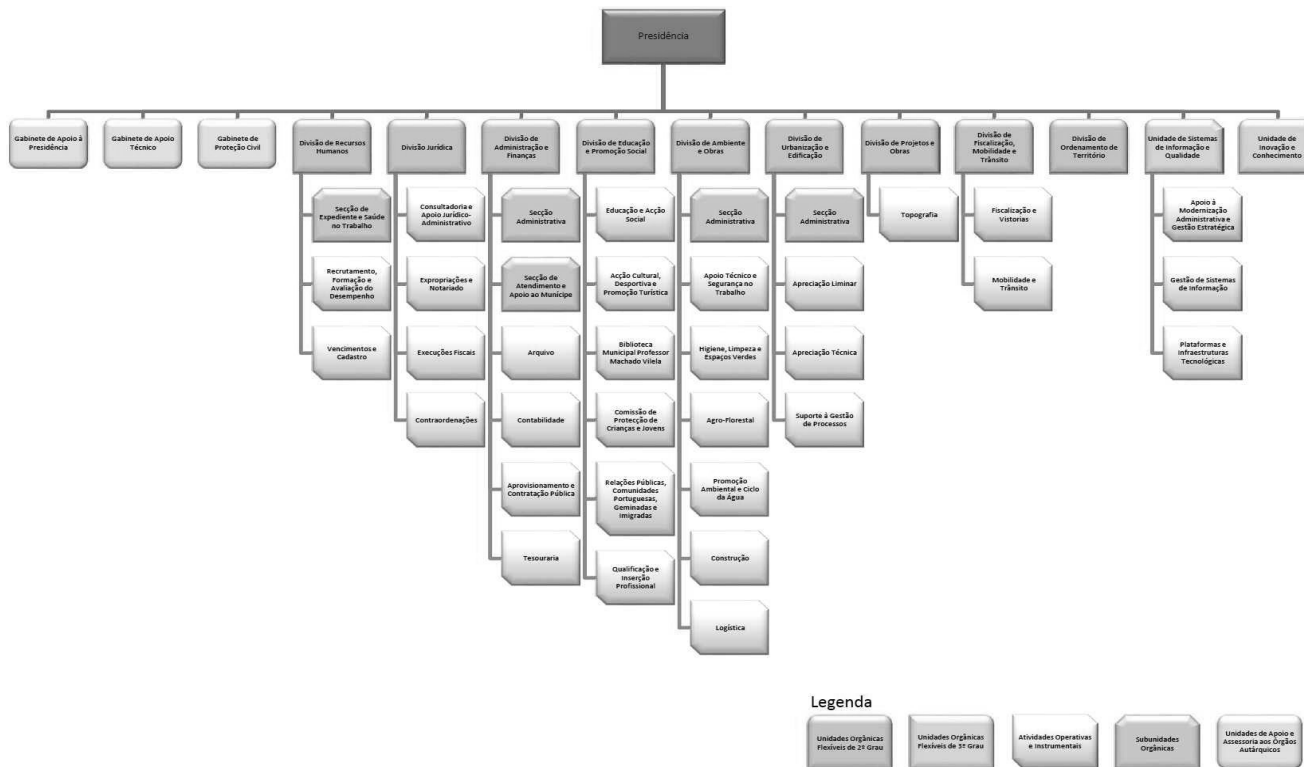 Presidência
Gabinete de Apoio à
Presidência
Gabinete de Apoio
Técnico
Gabinete de
Proteção Civil
Divisão de Recursos
Humanos
Divisão Jurídica
Divisão de
Administração e
Finanças
Divisão de Educação
e Promoção Social
Divisão de Ambiente
e Obras
Divisão de
Urbanização e
Edificação
Divisão de Projetos e
Obras
Divisão de
Fiscalização,
Mobilidade e
Trânsito
Divisão de
Ordenamento de
Território
Unidade de Sistemas
de Informação e
Qualidade
Unidade de
Inovação e
Conhecimento
Secção de
Expediente e Saúde
no Trabalho
Recrutamento,
Formação e
Avaliação do
Desempenho
Vencimentos e
Cadastro
Consultadoria e
Apoio Jurídico-
Administrativo
Expropriações e
Notariado
Execuções Fiscais
Contraordenações
Secção
Administrativa
Secção de
Atendimento e
Apoio ao Munícipe
Arquivo
Contabilidade
Aprovisionamento e
Contratação Pública
Tesouraria
Educação e Acção
Social
Acção Cultural,
Desportiva e
Promoção Turística
Biblioteca
Municipal Professor
Machado Vilela
Comissão de
Protecção de
Crianças e Jovens
Relações Públicas,
Comunidades
Portuguesas,
Geminadas e
Imigradas
Qualificação e
Inserção
Profissional
Secção
Administrativa
Apoio Técnico e
Segurança no
Trabalho
Higiene, Limpeza e
Espaços Verdes
Agro-Florestal
Promoção
Ambiental e Ciclo
da Água
Construção
Logística
Secção
Administrativa
Apreciação Liminar
Apreciação Técnica
Suporte à Gestão
de Processos
Topografia
Fiscalização e
Vistorias
Mobilidade e
Trânsito
Apoio à
Modernização
Administrativa e
Gestão Estratégica
Gestão de Sistemas
de Informação
Plataformas e
Infraestruturas
Tecnológicas
Legenda
Unidades Orgânicas
Flexíveis de 2º Grau
Unidades Orgânicas
Flexíveis de 3º Grau
Atividades Operativas
e Instrumentais
Subunidades
Orgânicas
Unidades de Apoio e
Assessoria aos Órgãos
Autárquicos